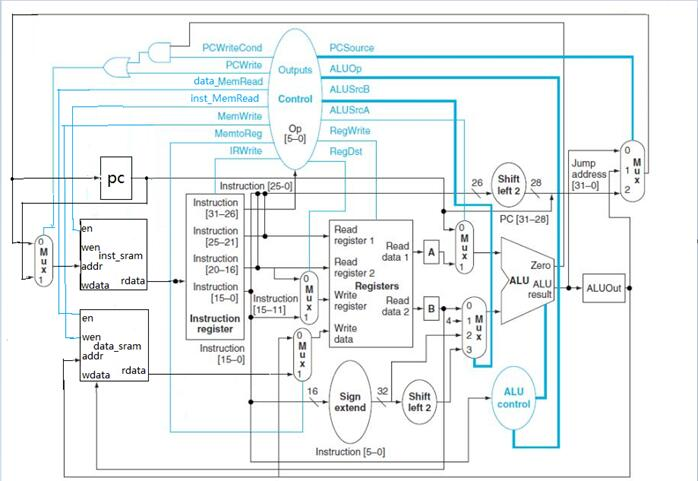 PCWriteCond
PCWrite
data_MemRead
inst_MemRead
MemWrite
MemtoReg
IRWrite
Outputs
Control
Op
[5–0]
PCSource
ALUOp
ALUSrcB
ALUSrcA
RegWrite
RegDst
pc
Instruction [25-0]
26
Shift
left 2
28
Jump
address
[31–0]
PC [31–28]
0
1
2
M
u
x
0
M
u
x
1
en
wen
inst_sram
addr
wdata
rdata
en
wen
data_sram
addr
wdata
rdata
Instruction
[31–26]
Instruction
[25–21]
Instruction
[20–16]
Instruction
[15–0]
Instruction
register
Instruction
[15–0]
Instruction
[15–11]
0
M
u
x
1
0
M
u
x
1
Read
register 1
Read
register 2
Registers
Write
register
Write
data
Read
data 1
Read
data 2
A
B
0
M
u
x
1
4
0
1
2
3
M
u
x
Zero
ALU
ALU
result
ALUOut
16
Sign
extend
32
Shift
left 2
ALU
control
Instruction [5–0]